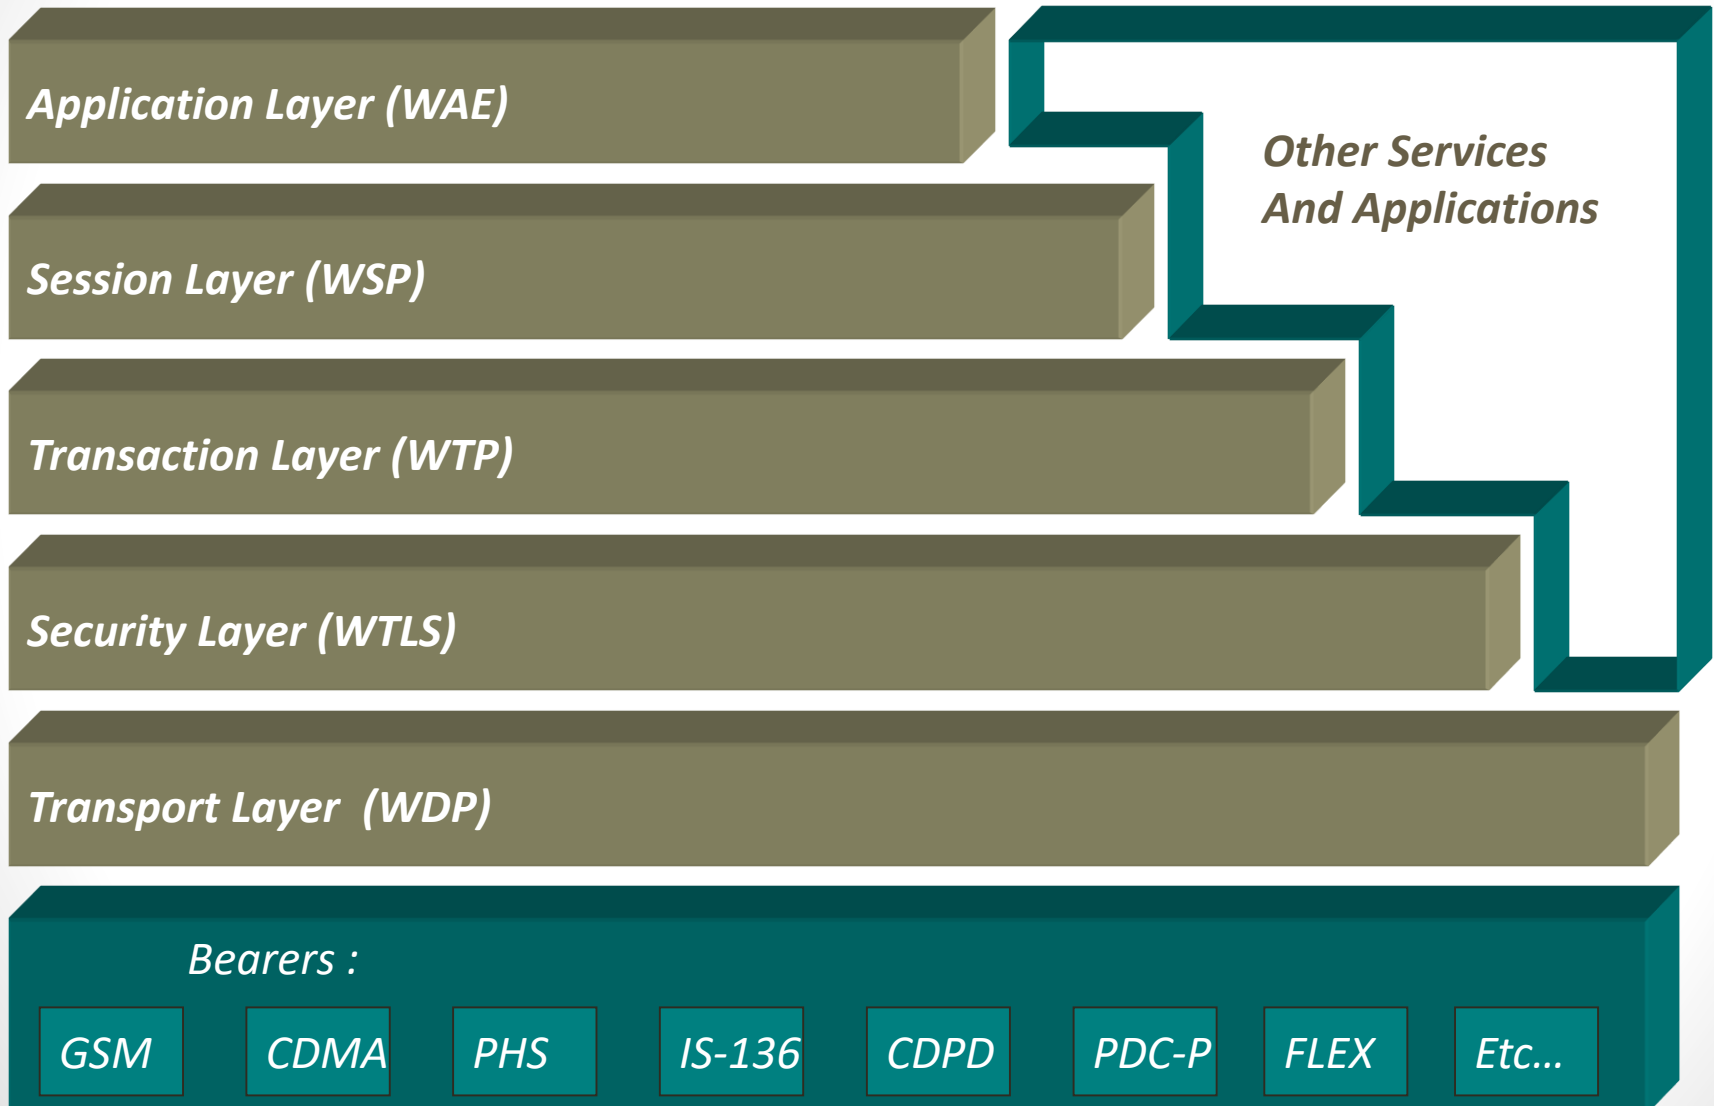 Application Layer (WAE)
Other Services
And Applications
Session Layer (WSP)
Transaction Layer (WTP)
Security Layer (WTLS)
Transport Layer  (WDP)
Bearers :
GSM CDMA PHS IS-136 CDPD PDC-P FLEX Etc...